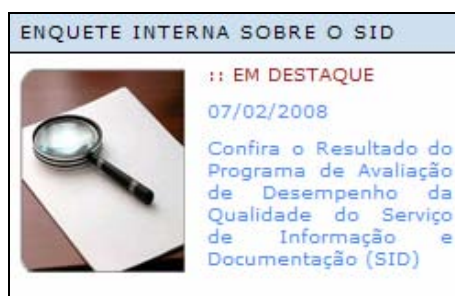 ENQUETE INTERNA SOBRE O SID
:: EM DESTAQUE
07/02/2008
Confira o Resultado do
Programa de Avaliação
de Desempenho da
Qualidade do Serviço
de Informação e
Documentação (SID)